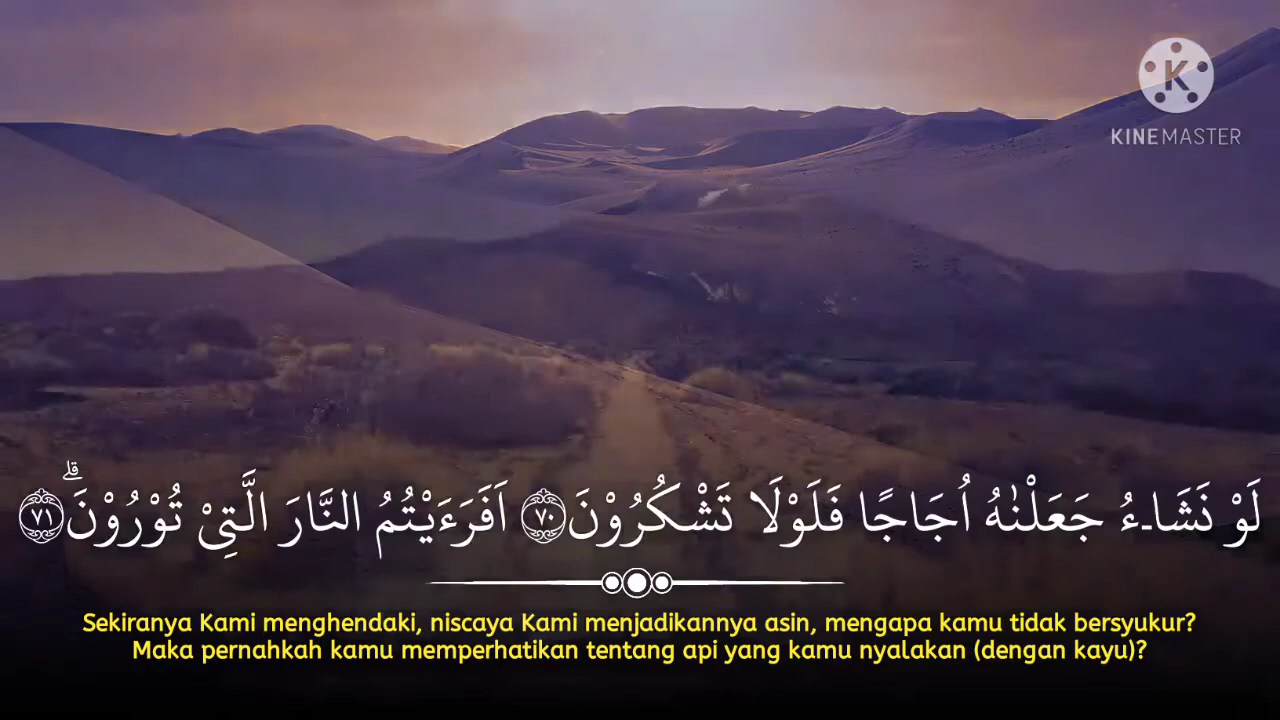 KINEMASTER
لَوْ نَشَاۤءُ جَعَلْنٰهُ اُجَاجًا فَلَوْلَا تَشْكُرُوْنَ ﴿٧٠﴾ اَفَرَءَيْتُمُ النَّارَ الَّتِيْ تُوْرُوْنَۗ ﴿٧١﴾
Sekiranya Kami menghendaki, niscaya Kami menjadikannya asin, mengapa kamu tidak bersyukur?
Maka pernahkah kamu memperhatikan tentang api yang kamu nyalakan (dengan kayu)?